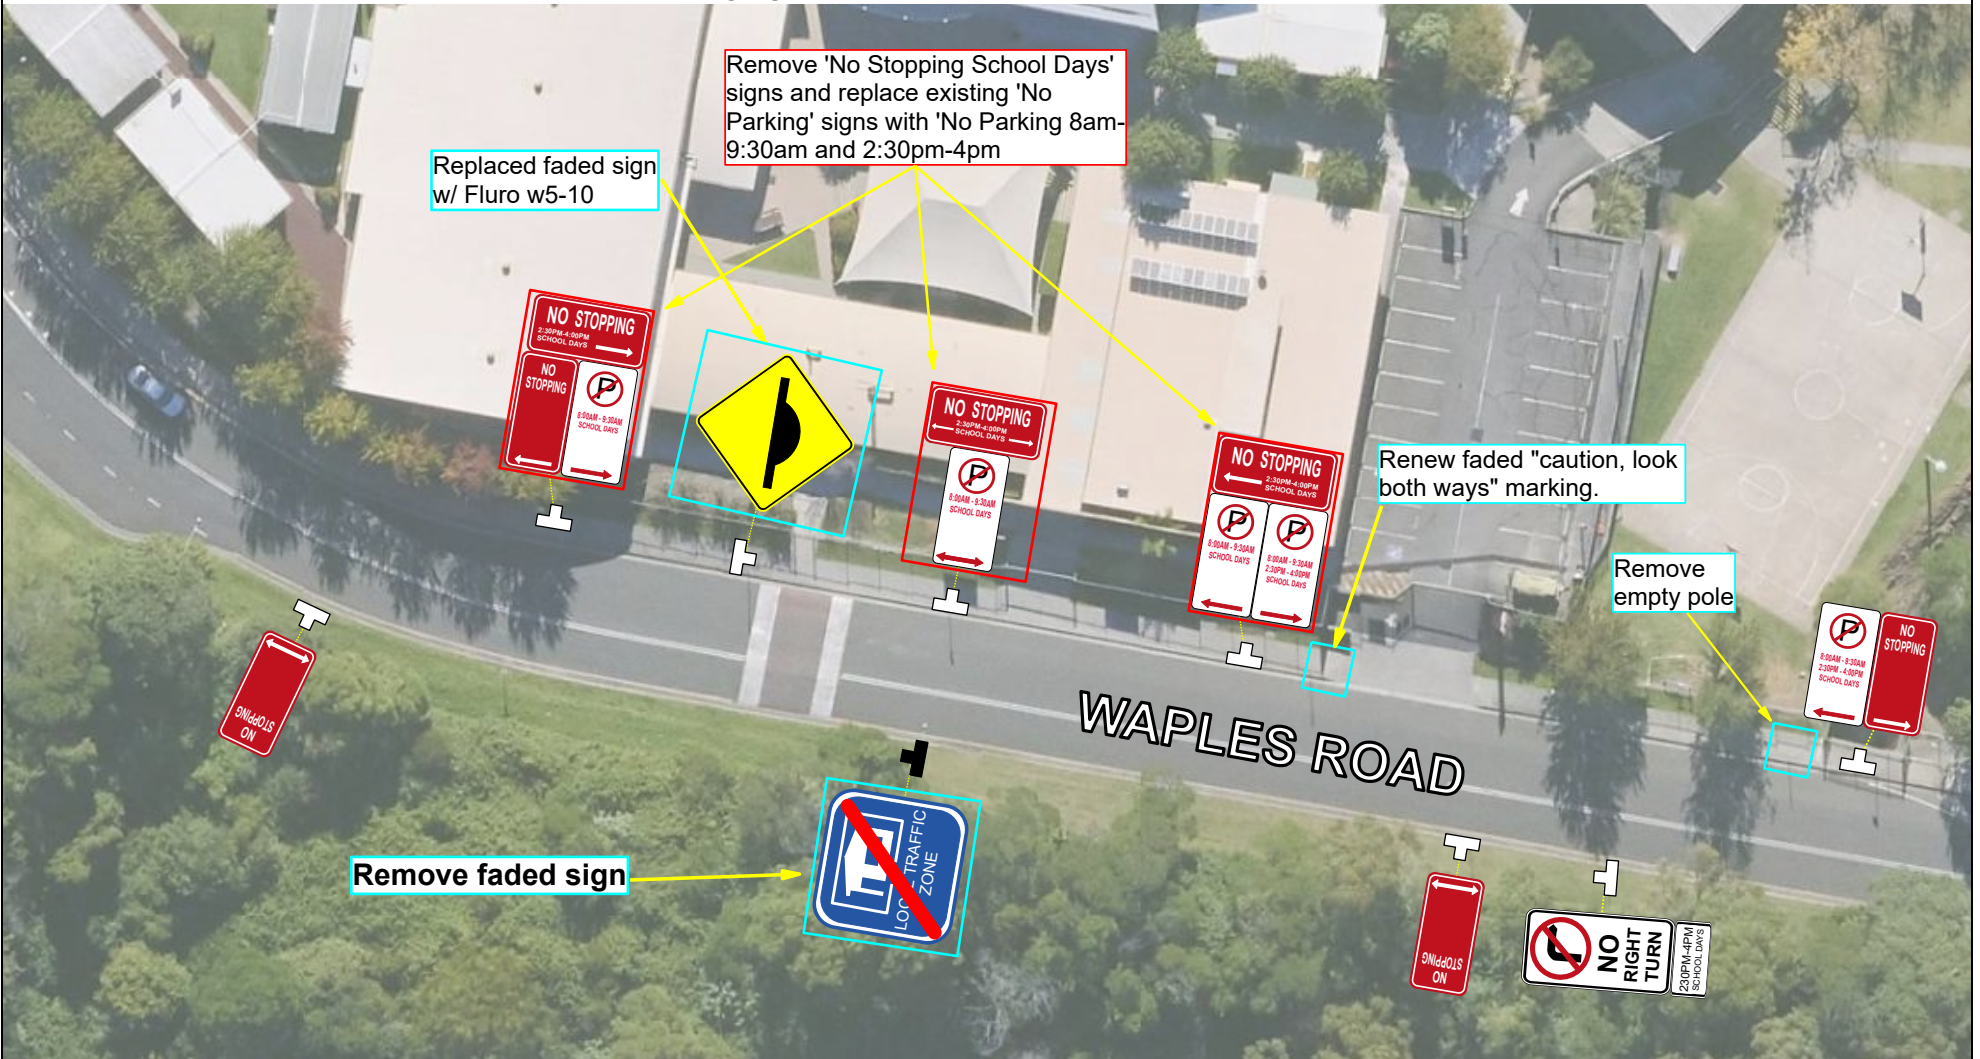 Remove 'No Stopping School Days'
signs and replace existing 'No
Parking' signs with 'No Parking 8am-
9:30am and 2:30pm-4pm
Replaced faded sign
w/ Fluro w5-10
NO STOPPING
2:30PM-4:00PM
SCHOOL DAYS
NO
STOPPING
P
8:00AM - 9:30AM
SCHOOL DAYS
NO STOPPING
2:30PM-4:00PM
SCHOOL DAYS
P
8:00AM - 9:30AM
SCHOOL DAYS
NO STOPPING
2:30PM-4:00PM
SCHOOL DAYS
P
8:00AM - 9:30AM
SCHOOL DAYS
P
8:00AM - 9:30AM
2:30PM - 4:00PM
SCHOOL DAYS
Renew faded "caution, look
both ways" marking.
Remove
empty pole
P
8:00AM - 9:30AM
2:30PM - 4:00PM
SCHOOL DAYS
NO
STOPPING
NO
STOPPING
WAPLES ROAD
Remove faded sign
LOCAL TRAFFIC
ZONE
NO
STOPPING
NO
RIGHT
TURN
230PM-4PM
SCHOOL DAYS